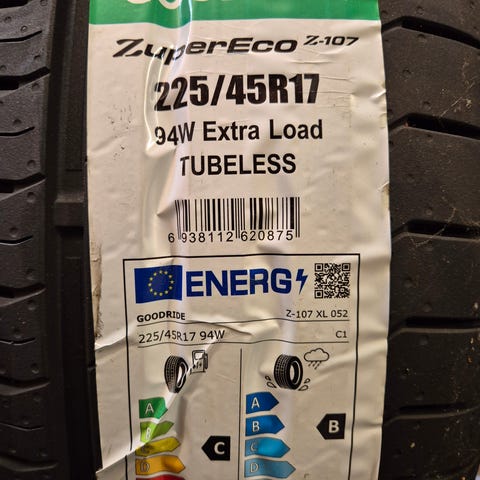 ZuperEco Z-107
225/45R17
94W Extra Load
TUBELESS
6 938112 620875
ENERG
GOODRIDE Z-107 XL 052
225/45R17 94W C1
A A
B B B
C C C
D D